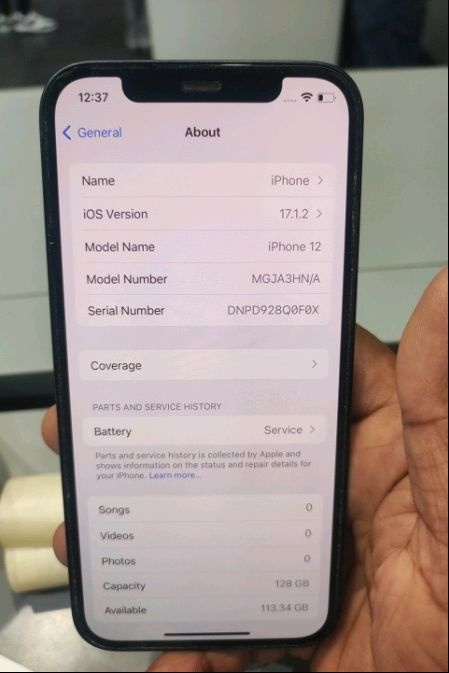 12:37
General About
Name iPhone
iOS Version 17.1.2
Model Name iPhone 12
Model Number MGJA3HN/A
Serial Number DNPD928Q0F0X
Coverage
PARTS AND SERVICE HISTORY
Battery Service
Parts and service history is collected by Apple and
shows information on the status and repair details for
your iPhone. Learn more...
Songs 0
Videos 0
Photos 0
Capacity 128 GB
Available 113.34 GB